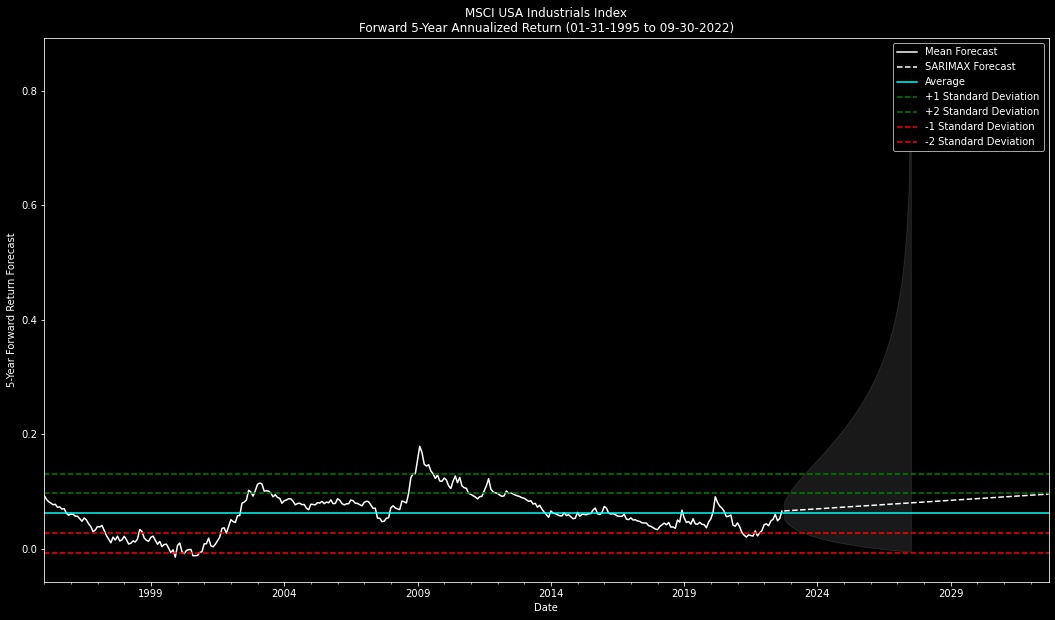 MSCI USA Industrials Index
Forward 5-Year Annualized Return (01-31-1995 to 09-30-2022)
Mean Forecast
SARIMAX Forecast
Average
+1 Standard Deviation
+2 Standard Deviation
-1 Standard Deviation
-2 Standard Deviation
5-Year Forward Return Forecast
0.8
0.6
0.4
0.2
0.0
1999
2004
2009
2014
2019
2024
2029
Date